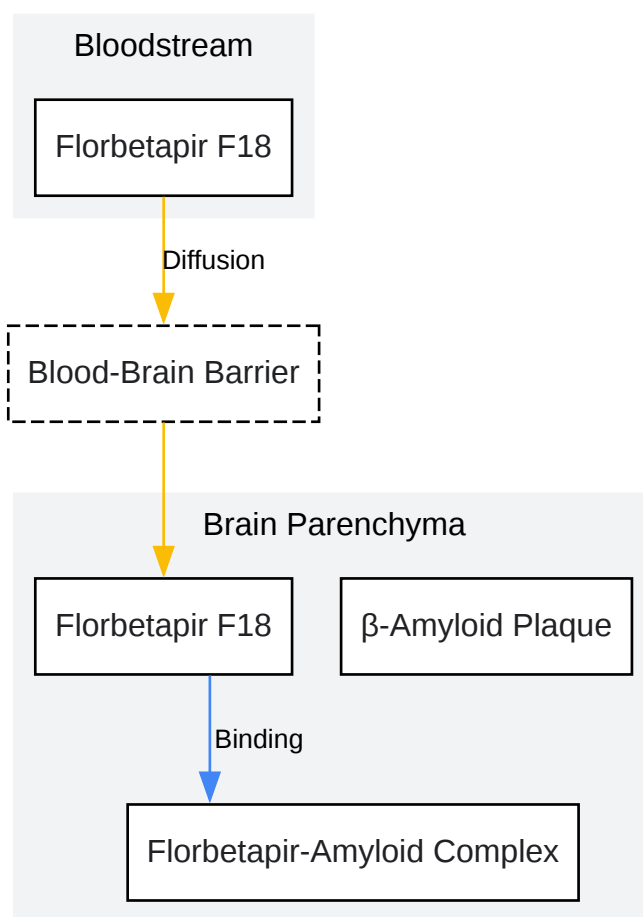 Bloodstream
Florbetapir F18
Diffusion
Blood-Brain Barrier
Brain Parenchyma
Florbetapir F18
β-Amyloid Plaque
Binding
Florbetapir-Amyloid Complex